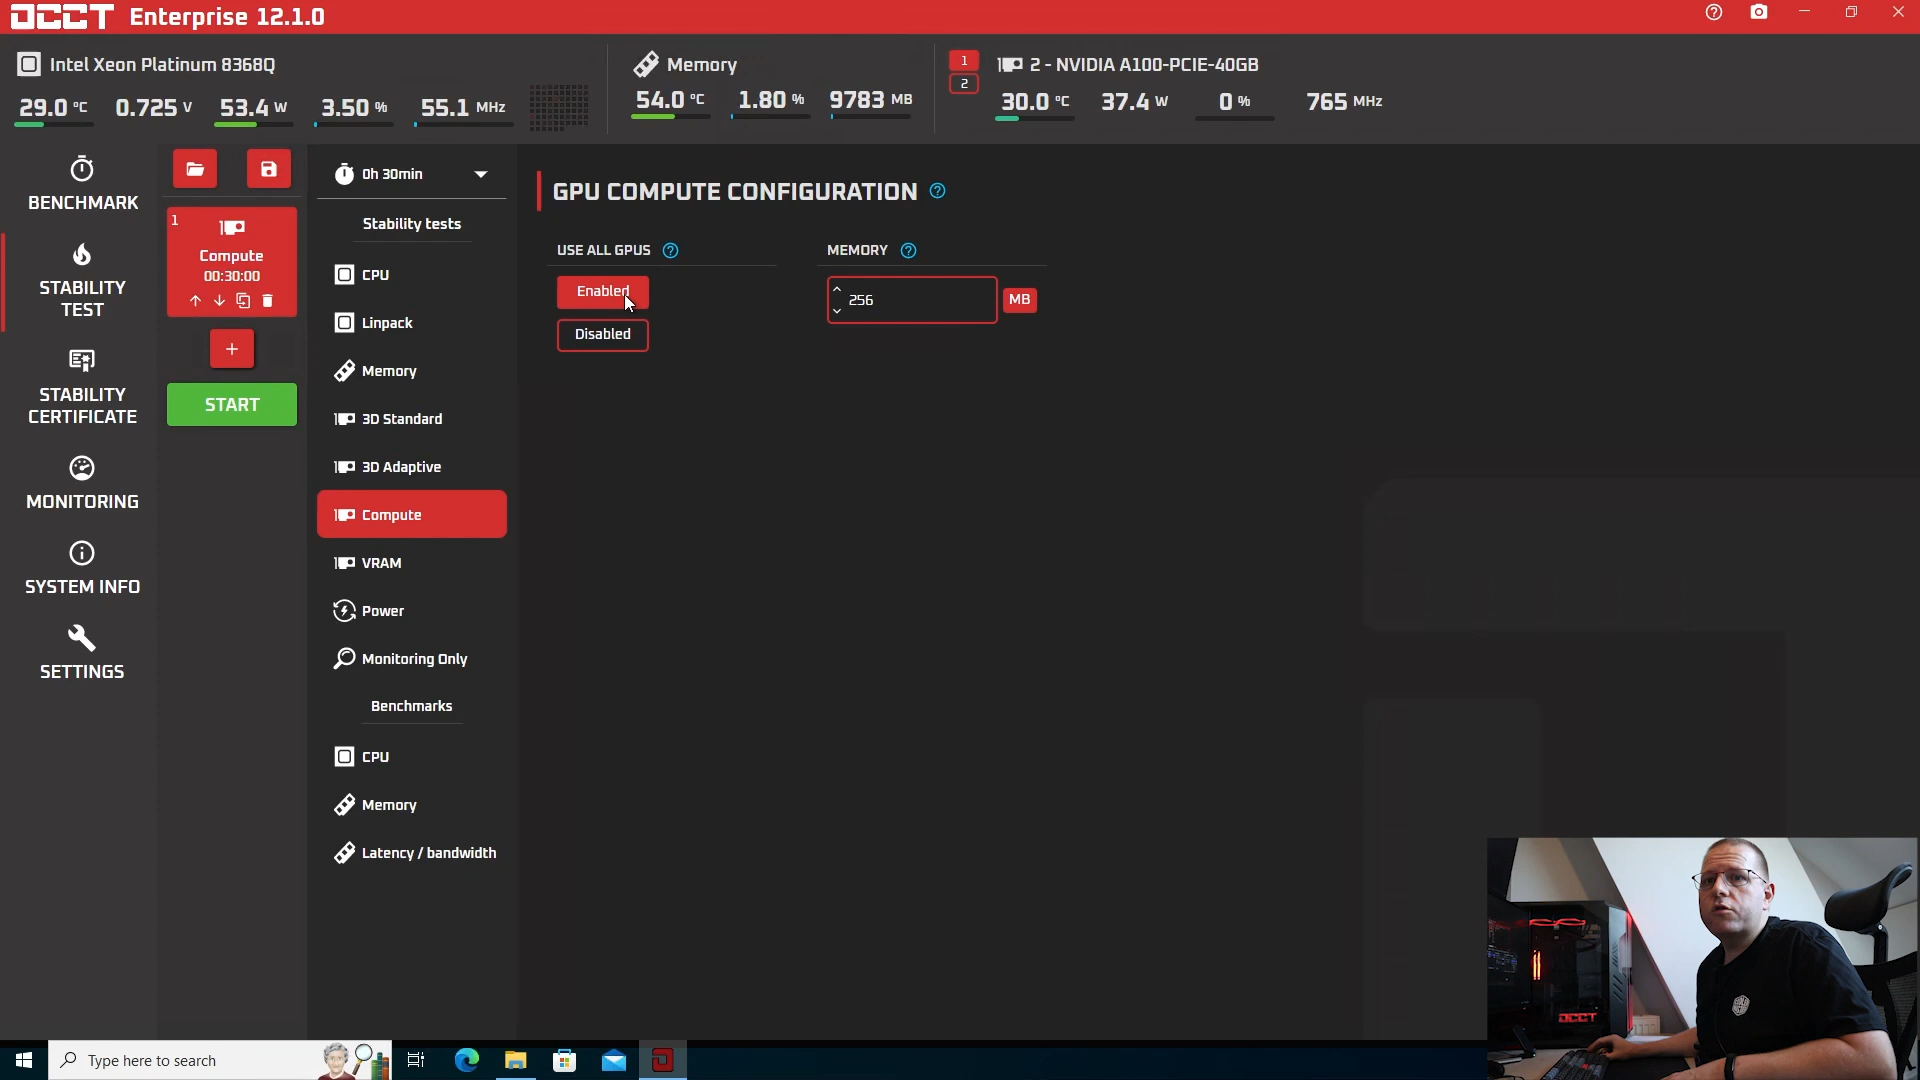 OCCT Enterprise 12.1.0
Intel Xeon Platinum 8368Q
29.0 °C 0.725 V 53.4 W 3.50 % 55.1 MHz
Memory
54.0 °C 1.80 % 9783 MB
1
2
2 - NVIDIA A100-PCIE-40GB
30.0 °C 37.4 W 0 % 765 MHz
BENCHMARK
STABILITY
TEST
STABILITY
CERTIFICATE
MONITORING
SYSTEM INFO
SETTINGS
1
Compute
00:30:00
+
START
0h 30min
Stability tests
CPU
Linpack
Memory
3D Standard
3D Adaptive
Compute
VRAM
Power
Monitoring Only
Benchmarks
CPU
Memory
Latency / bandwidth
GPU COMPUTE CONFIGURATION ?
USE ALL GPUS ?
Enabled
Disabled
MEMORY ?
256
MB
OCCT
Type here to search